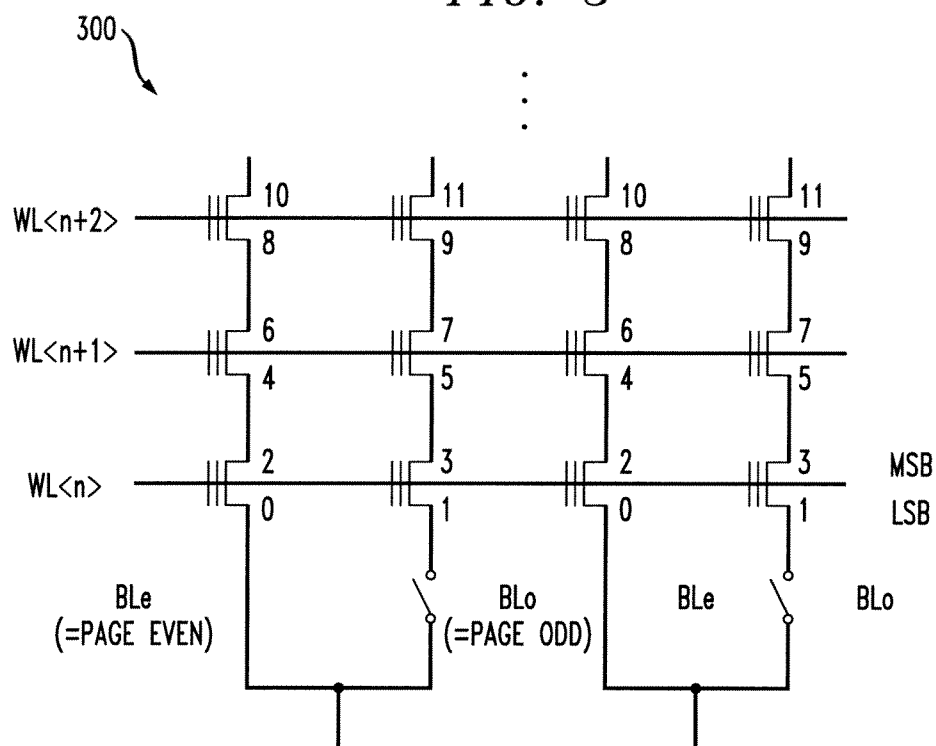 300
WL<n+2> 10 11 10 11
8 9 8 9
WL<n+1> 6 7 6 7
4 5 4 5
WL<n> 2 3 2 3 MSB
0 1 0 1 LSB
BLe BLo BLe BLo
(=PAGE EVEN) (=PAGE ODD)